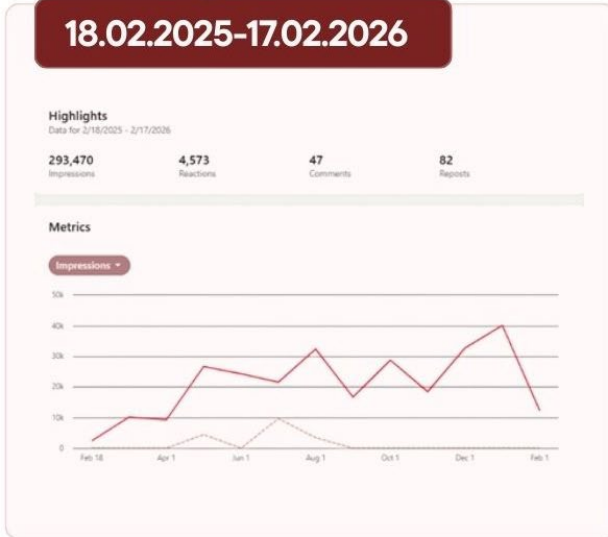 18.02.2025-17.02.2026
Highlights
Data for 2/18/2025 - 2/17/2026
293,470 4,573 47 82
Impressions Reactions Comments Reposts
Metrics
Impressions
50k
40k
30k
20k
10k
0
Feb 18 Apr 1 Jun 1 Aug 1 Oct 1 Dec 1 Feb 1